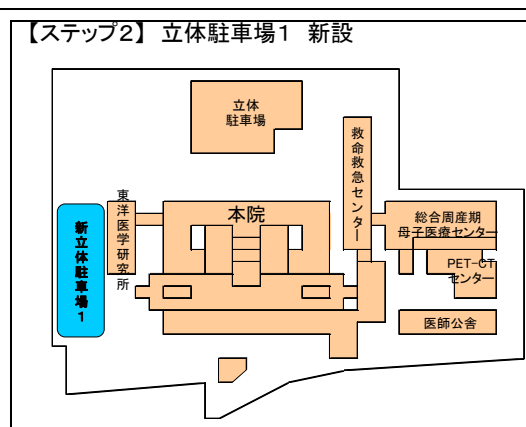 【ステップ2】 立体駐車場1 新設
立体
駐車場
救命救急センター
東洋医学研究所
本院
総合周産期
母子医療センター
新立体駐車場1
PET-CT
センター
医師公舎